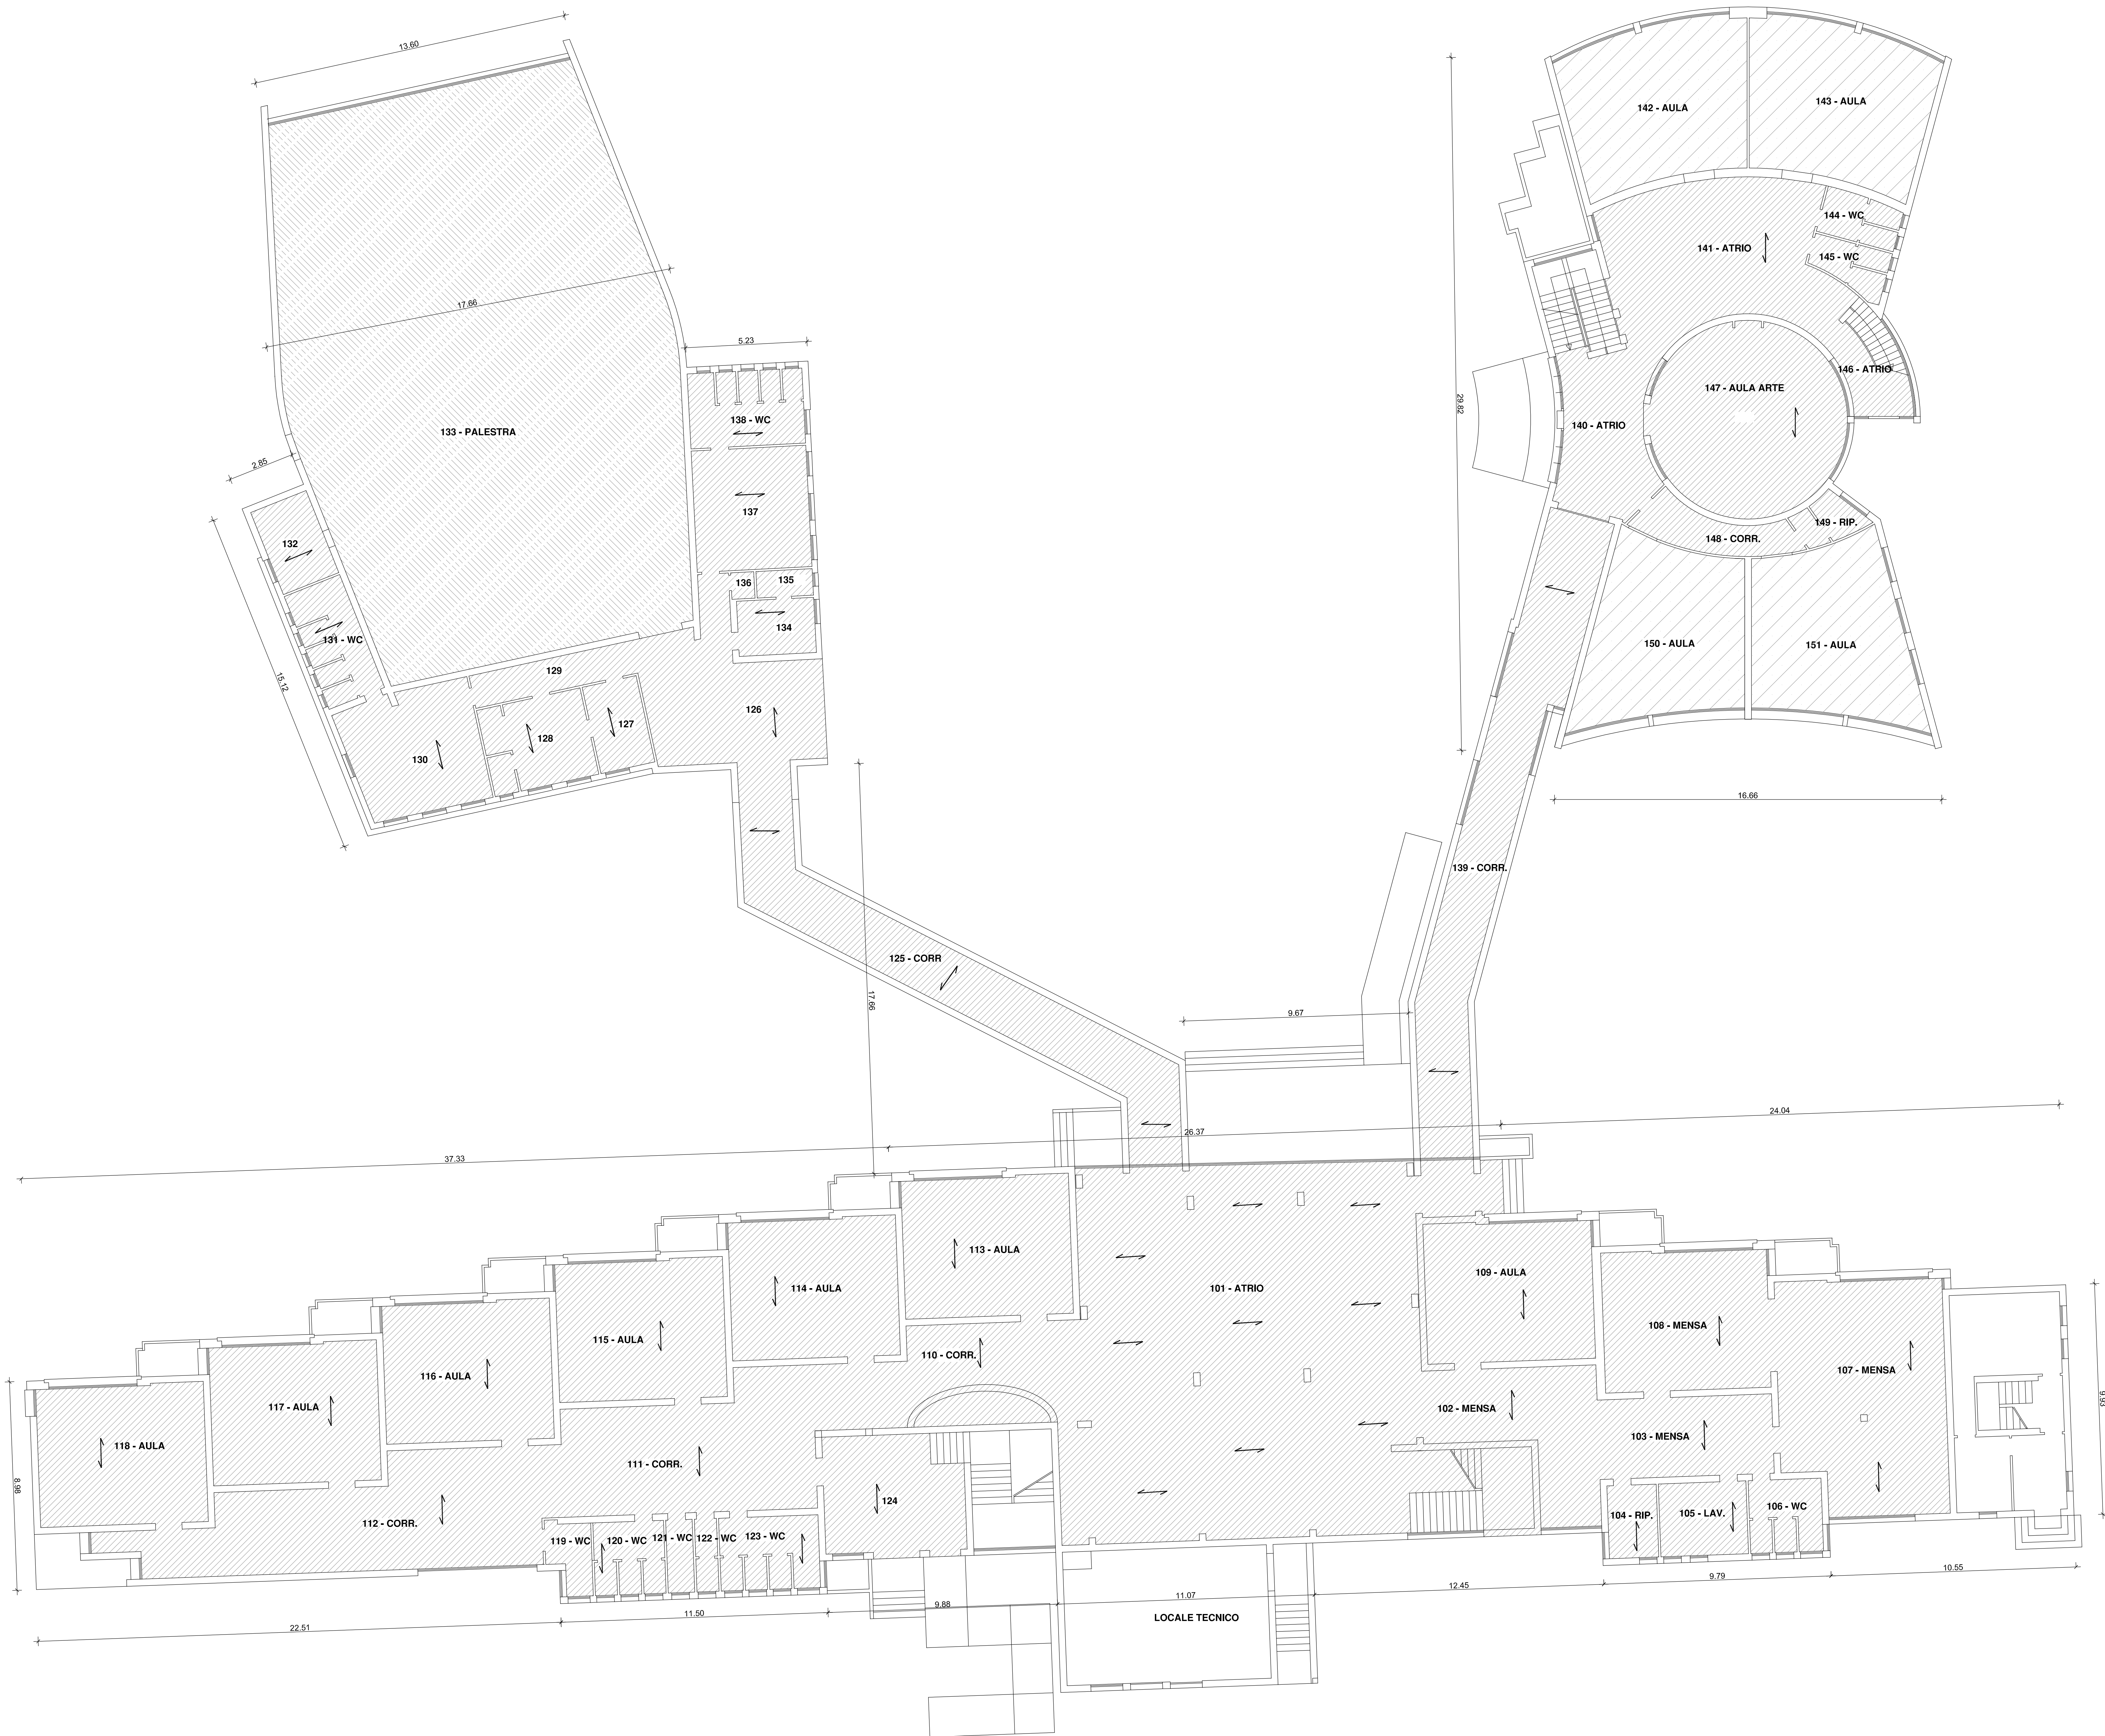 13.60
142 - AULA
143 - AULA
144 - WC
141 - ATRIO
145 - WC
17.66
5.23
146 - ATRIO
147 - AULA ARTE
29.82
138 - WC
140 - ATRIO
133 - PALESTRA
2.85
137
149 - RIP.
148 - CORR.
132
136
135
131 - WC
134
150 - AULA
151 - AULA
129
15.12
126
127
128
130
16.66
139 - CORR.
125 - CORR
17.66
9.67
24.04
26.37
37.33
113 - AULA
109 - AULA
114 - AULA
101 - ATRIO
108 - MENSA
115 - AULA
110 - CORR.
107 - MENSA
116 - AULA
9.93
117 - AULA
102 - MENSA
118 - AULA
103 - MENSA
111 - CORR.
8.98
124
106 - WC
104 - RIP.
105 - LAV.
112 - CORR.
119 - WC
120 - WC
121 - WC
122 - WC
123 - WC
10.55
9.79
12.45
11.07
9.88
11.50
22.51
LOCALE TECNICO